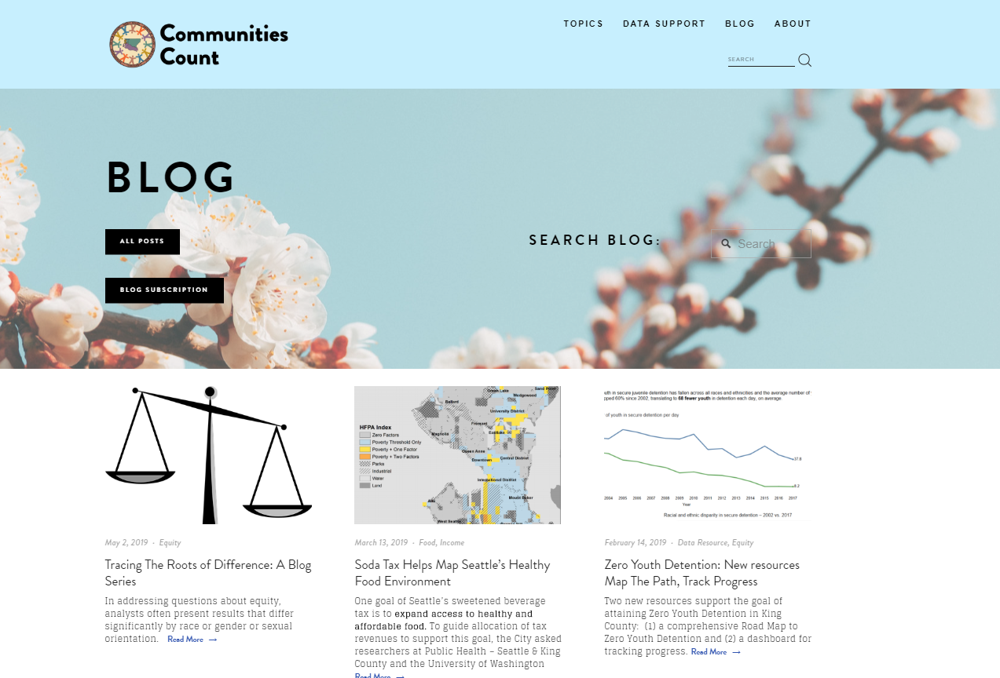 Communities
Count
TOPICS DATA SUPPORT BLOG ABOUT
SEARCH
BLOG
ALL POSTS
SEARCH BLOG: Search
BLOG SUBSCRIPTION
Green Lake Sand Point
Wedgewood
Ballard
University District
Fremont
HFPA Index
Zero Factors
Magnolia Eastlake
Poverty Threshold Only
Poverty + One Factor
Queen Anne
Poverty + Two Factors
Downtown Central District
Parks
Industrial
Water
International District
Land
Mount Baker
Alki
West Seattle
uth in secure juvenile detention has fallen across all races and ethnicities and the average number of
pped 60% since 2002, translating to 68 fewer youth in detention each day, on average.
of youth in secure detention per day
37.8
8.2
2004 2005 2006 2007 2008 2009 2010 2011 2012 2013 2014 2015 2016 2017
Year
Racial and ethnic disparity in secure detention – 2002 vs. 2017
May 2, 2019 · Equity
Tracing The Roots of Difference: A Blog
Series
In addressing questions about equity,
analysts often present results that differ
significantly by race or gender or sexual
orientation. Read More →
March 13, 2019 · Food, Income
Soda Tax Helps Map Seattle's Healthy
Food Environment
One goal of Seattle's sweetened beverage
tax is to expand access to healthy and
affordable food. To guide allocation of tax
revenues to support this goal, the City asked
researchers at Public Health – Seattle & King
County and the University of Washington
Read More →
February 14, 2019 · Data Resource, Equity
Zero Youth Detention: New resources
Map The Path, Track Progress
Two new resources support the goal of
attaining Zero Youth Detention in King
County: (1) a comprehensive Road Map to
Zero Youth Detention and (2) a dashboard for
tracking progress. Read More →